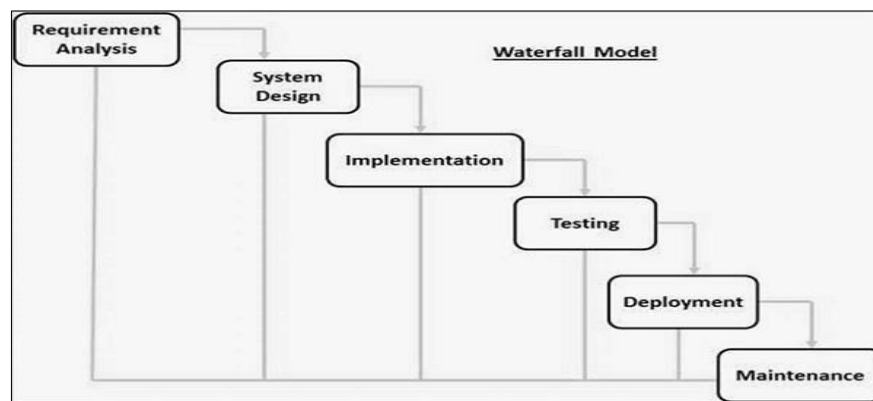 Requirement
Analysis
Waterfall Model
System
Design
Implementation
Testing
Deployment
Maintenance